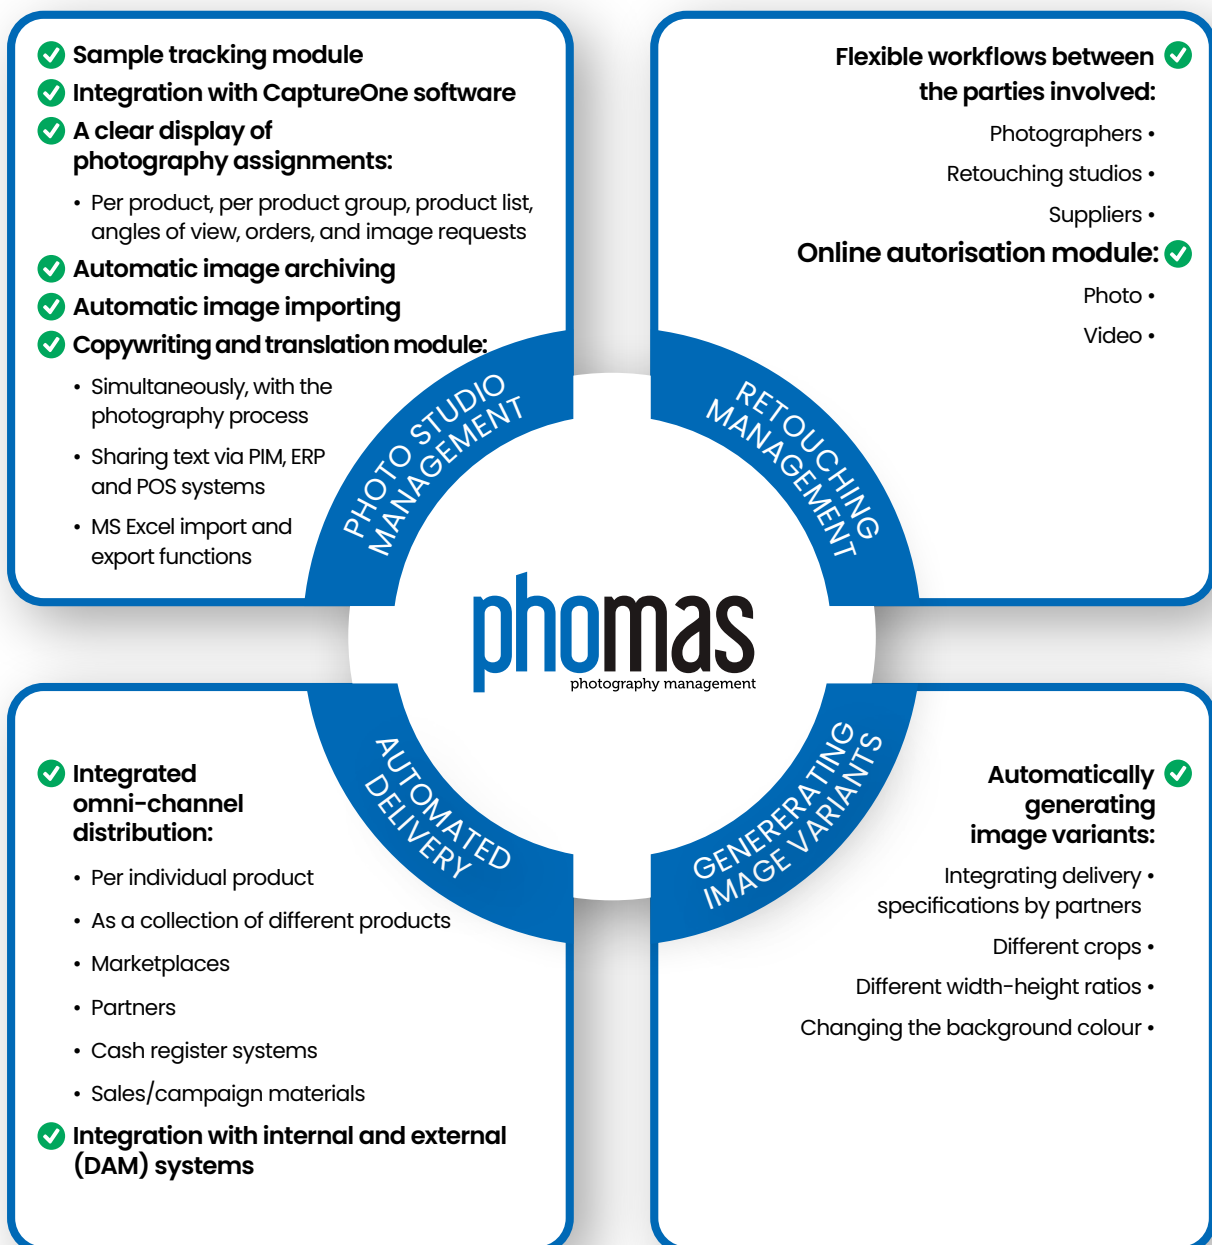 Sample tracking module
Integration with CaptureOne software
A clear display of
photography assignments:
• Per product, per product group, product list,
angles of view, orders, and image requests
Automatic image archiving
Automatic image importing
Copywriting and translation module:
• Simultaneously, with the
photography process
• Sharing text via PIM, ERP
and POS systems
• MS Excel import and
export functions
PHOTO STUDIO
MANAGEMENT
Flexible workflows between
the parties involved:
Photographers •
Retouching studios •
Suppliers •
Online autorisation module:
Photo •
Video •
RETOUCHING
MANAGEMENT
phomas
photography management
Integrated
omni-channel
distribution:
• Per individual product
• As a collection of different products
• Marketplaces
• Partners
• Cash register systems
• Sales/campaign materials
Integration with internal and external
(DAM) systems
AUTOMATED
DELIVERY
GENERERATING
IMAGE VARIANTS
Automatically
generating
image variants:
Integrating delivery •
specifications by partners
Different crops •
Different width-height ratios •
Changing the background colour •